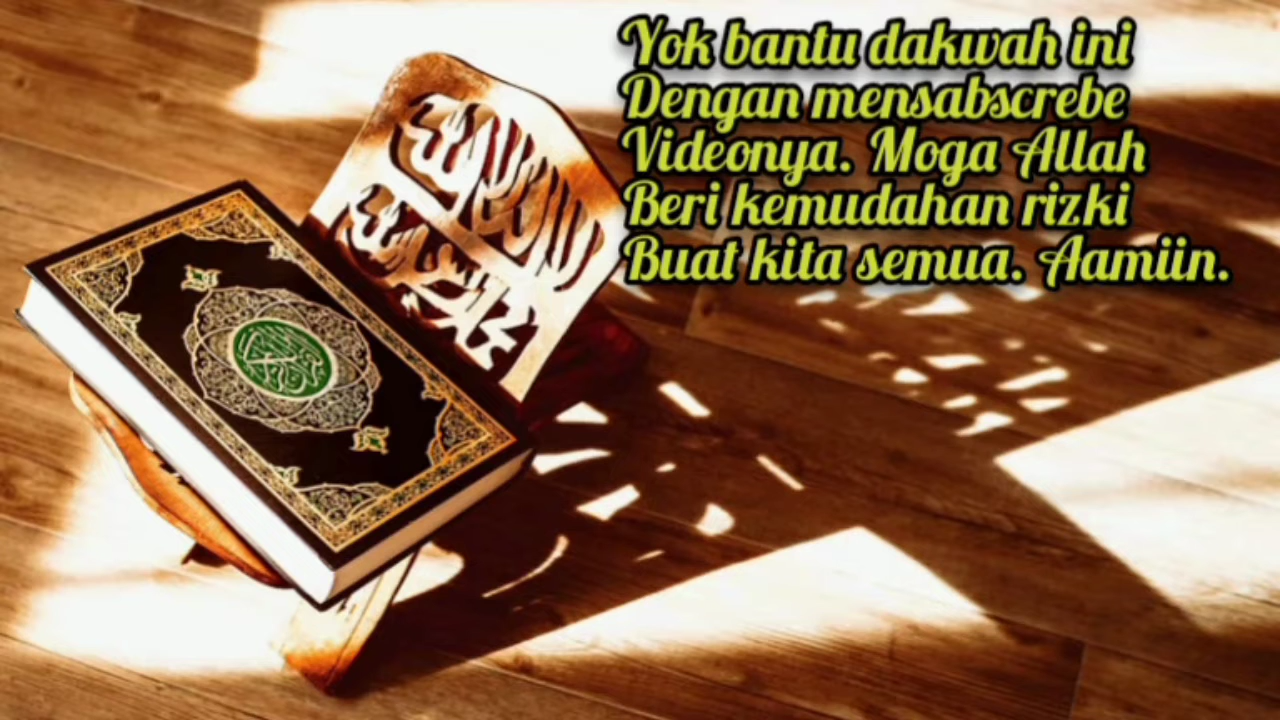 Yok bantu dakwah ini
Dengan mensabscrebe
Videonya. Moga Allah
Beri kemudahan rizki
Buat kita semua. Aamiin.